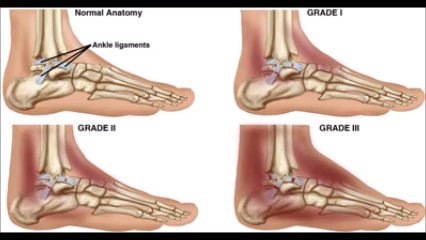 Normal Anatomy
GRADE I
Ankle ligaments
GRADE II
GRADE III